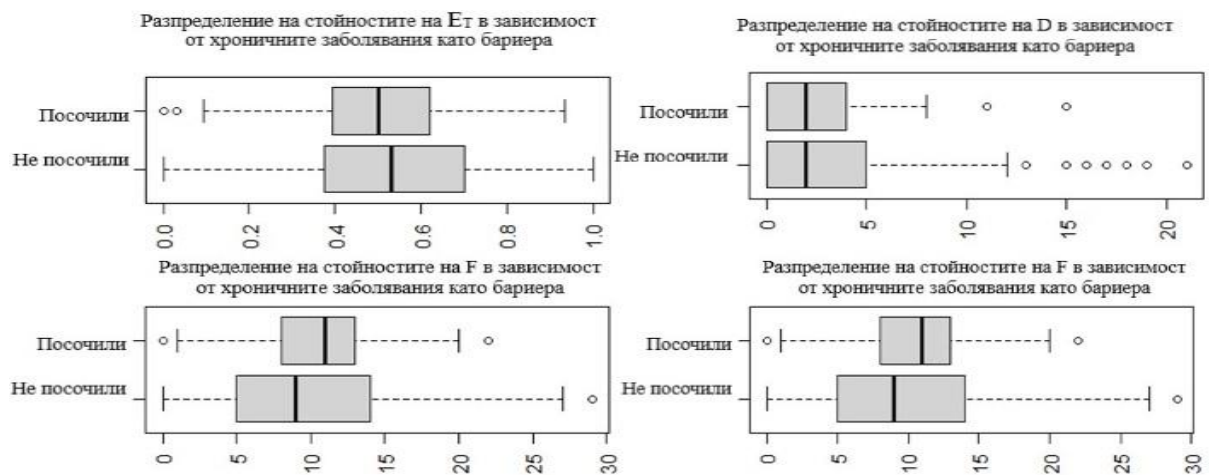 Разпределение на стойностите на Eт в зависимост
от хроничните заболявания като бариера
Посочили
Не посочили
0.0 0.2 0.4 0.6 0.8 1.0
Разпределение на стойностите на D в зависимост
от хроничните заболявания като бариера
Посочили
Не посочили
0 5 10 15 20
Разпределение на стойностите на F в зависимост
от хроничните заболявания като бариера
Посочили
Не посочили
0 5 10 15 20 25 30
Разпределение на стойностите на F в зависимост
от хроничните заболявания като бариера
Посочили
Не посочили
0 5 10 15 20 25 30